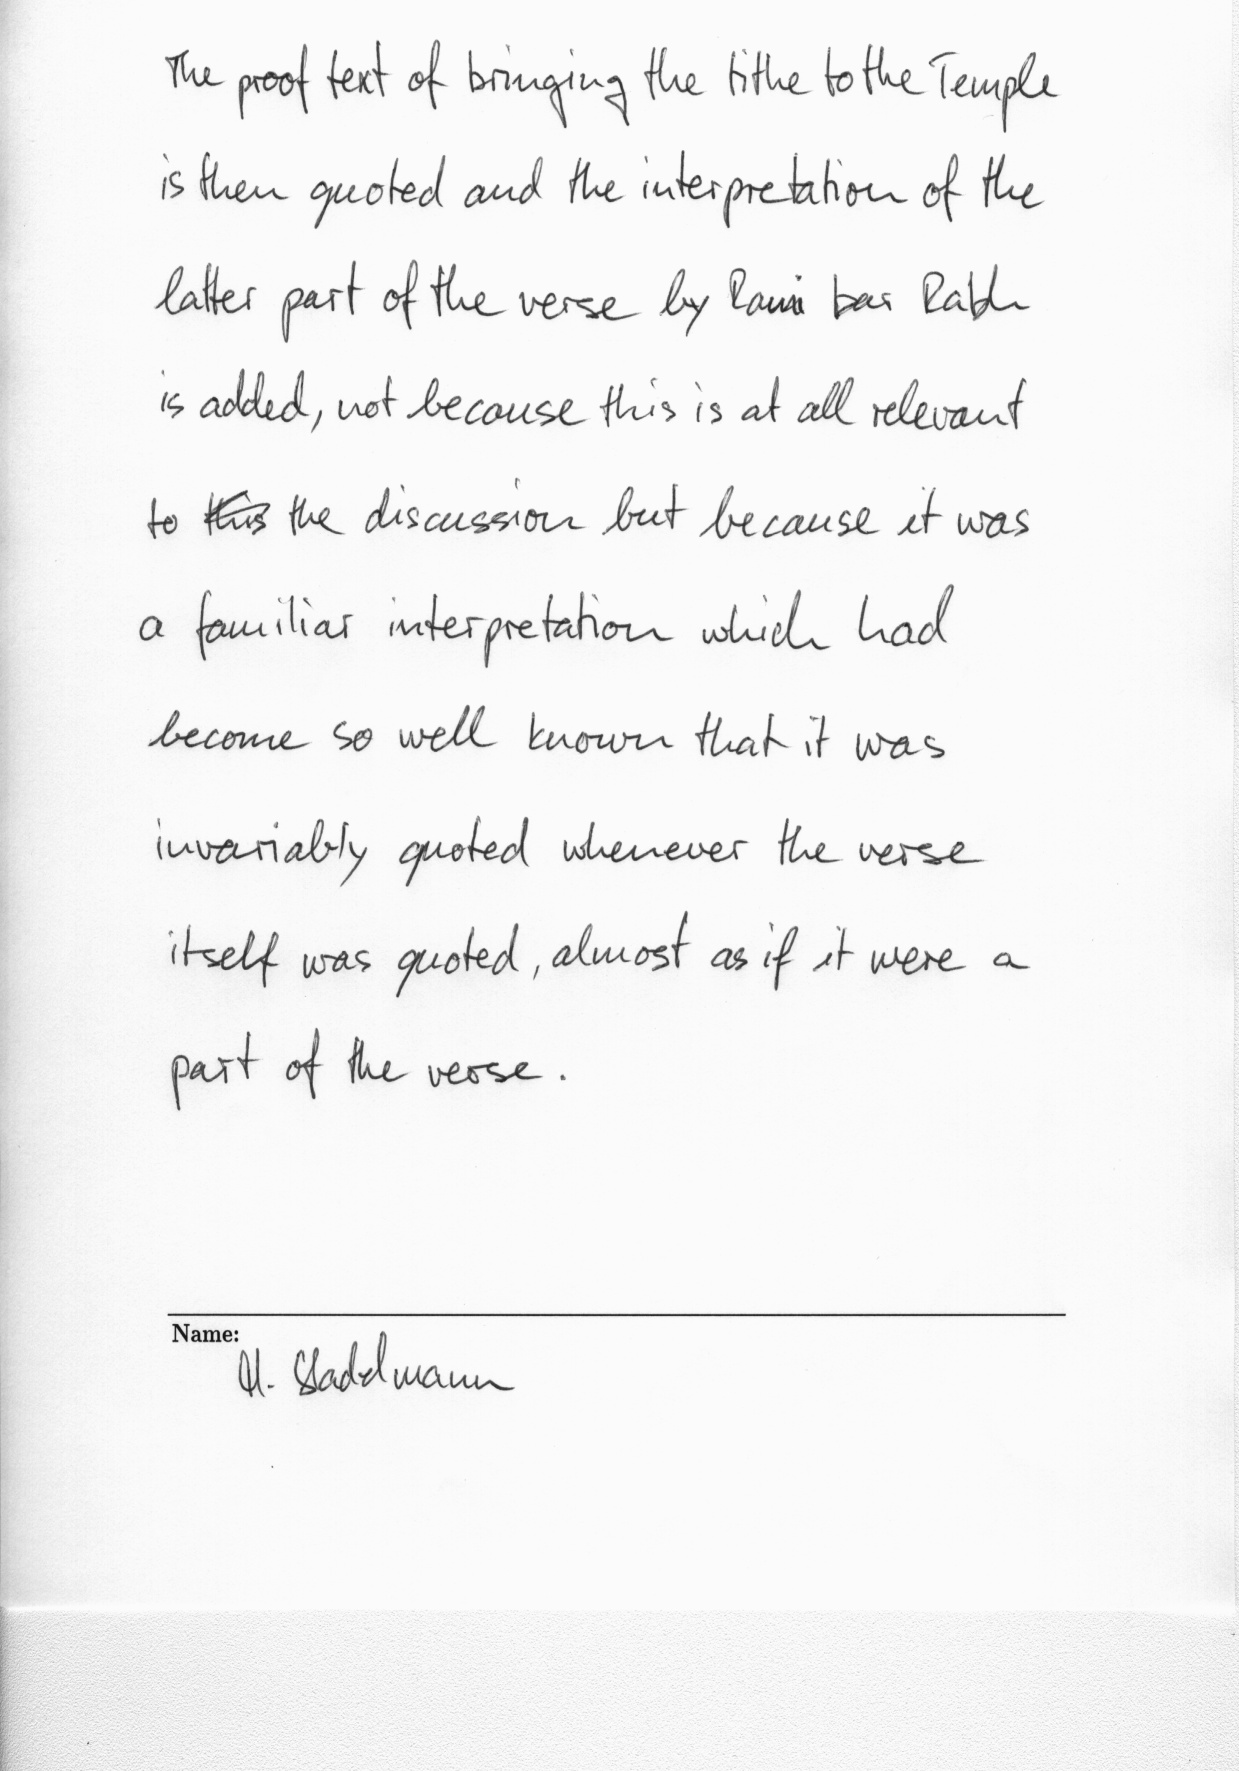 The proof text of bringing the tithe to the Temple
is then quoted and the interpretation of the
latter part of the verse by Rami bar Rabh
is added, not because this is at all relevant
to this the discussion but because it was
a familiar interpretation which had
become so well known that it was
invariably quoted whenever the verse
itself was quoted, almost as if it were a
part of the verse.
Name:
Stadelmann